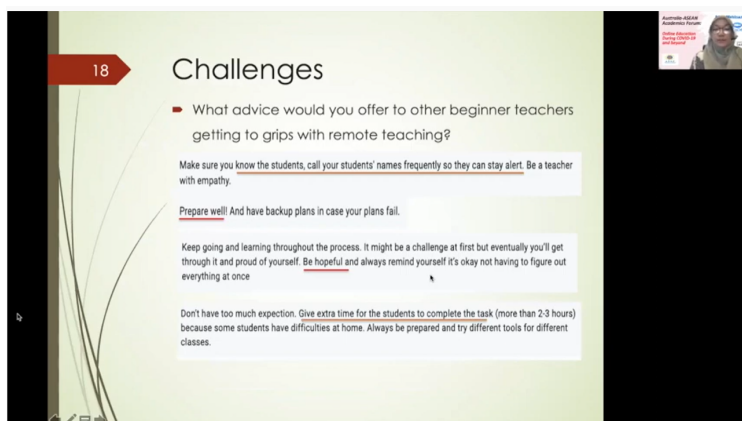 18
Challenges
What advice would you offer to other beginner teachers
getting to grips with remote teaching?
Make sure you know the students, call your students' names frequently so they can stay alert. Be a teacher
with empathy.
Prepare well! And have backup plans in case your plans fail.
Keep going and learning throughout the process. It might be a challenge at first but eventually you'll get
through it and proud of yourself. Be hopeful and always remind yourself it's okay not having to figure out
everything at once
Don't have too much expection. Give extra time for the students to complete the task (more than 2-3 hours)
because some students have difficulties at home. Always be prepared and try different tools for different
classes.
Australia-ASEAN
Academics Forum:
Online Education
During COVID-19
and beyond